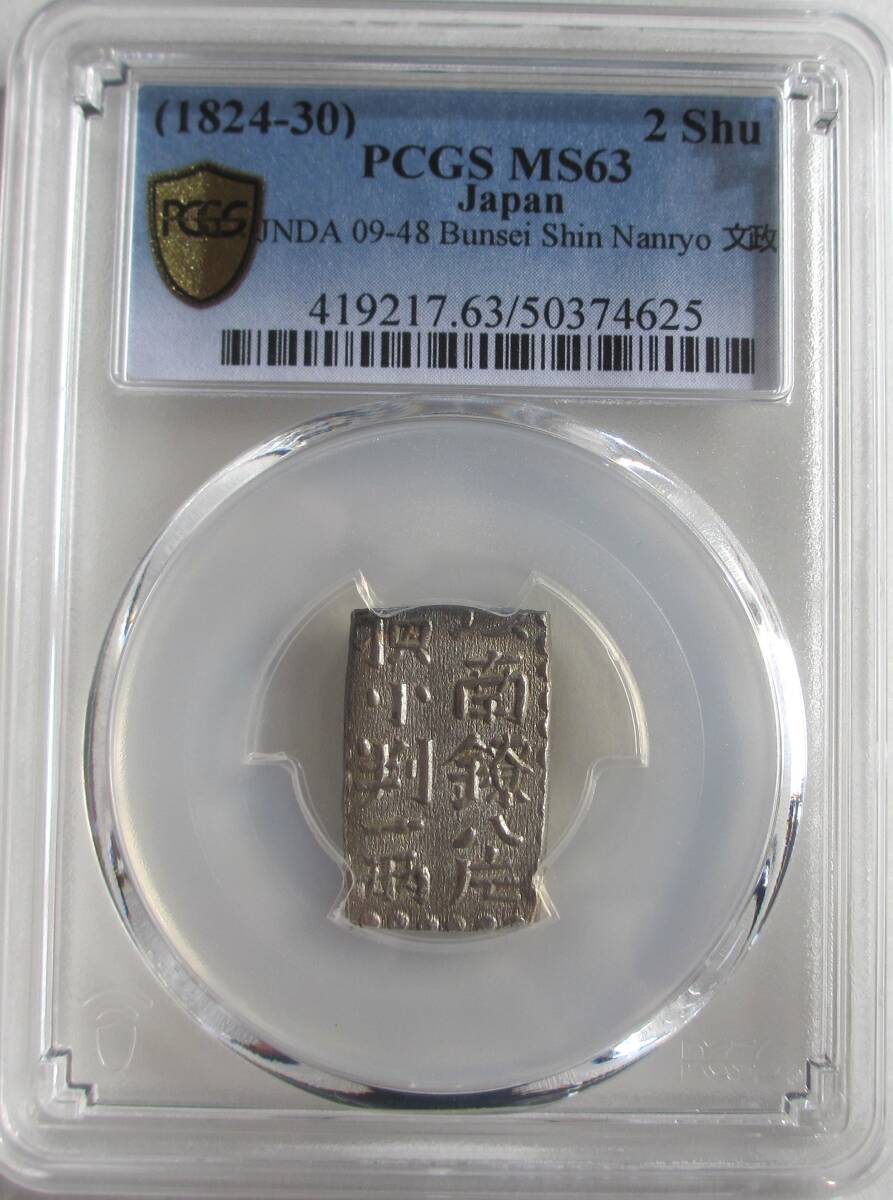 (1824-30) 2 Shu
PCGS MS63
Japan
PCGS
JNDA 09-48 Bunsei Shin Nanryo 文政
419217.63/50374625
以南鐐八片
換小判一兩
PCGS